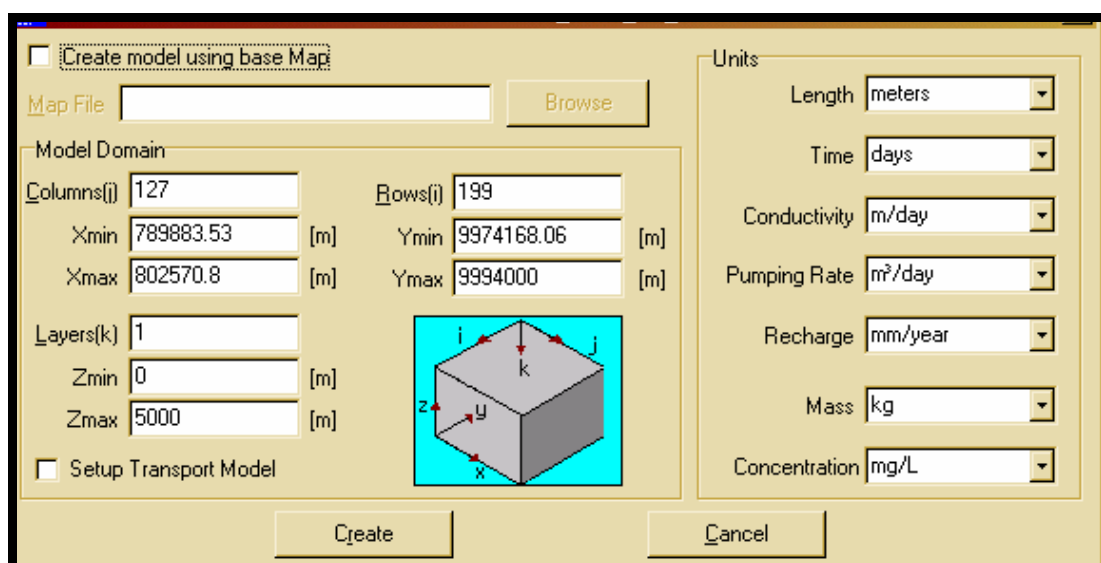 Create model using base Map
Map File Browse
Model Domain
Columns(j) 127 Rows(i) 199
Xmin 789883.53 [m] Ymin 9974168.06 [m]
Xmax 802570.8 [m] Ymax 9994000 [m]
Layers(k) 1
Zmin 0 [m]
Zmax 5000 [m]
i j
k
z y
x
Setup Transport Model
Units
Length meters
Time days
Conductivity m/day
Pumping Rate m³/day
Recharge mm/year
Mass kg
Concentration mg/L
Create Cancel